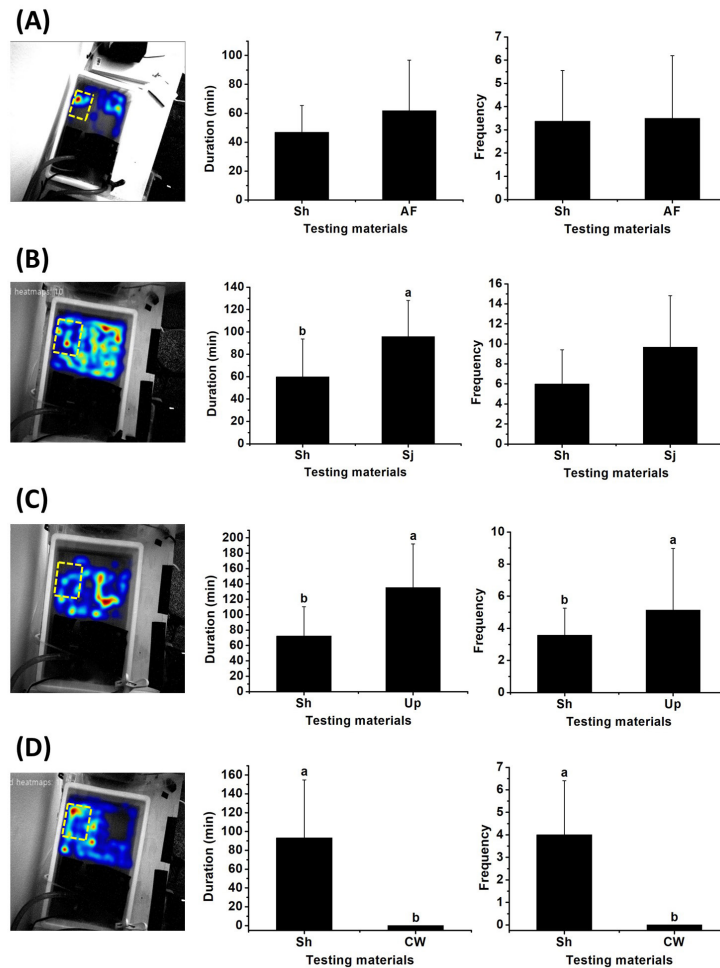 (A)
Duration (min)
100
80
60
40
20
0
Sh
AF
Testing materials
Frequency
7
6
5
4
3
2
1
0
Sh
AF
Testing materials
(B)
d heatmaps: 10
Duration (min)
140
120
100
80
60
40
20
0
b
a
Sh
Sj
Testing materials
Frequency
16
14
12
10
8
6
4
2
0
Sh
Sj
Testing materials
(C)
Duration (min)
200
180
160
140
120
100
80
60
40
20
0
b
a
Sh
Up
Testing materials
Frequency
10
8
6
4
2
0
b
a
Sh
Up
Testing materials
(D)
d heatmaps:
Duration (min)
160
140
120
100
80
60
40
20
0
a
b
Sh
CW
Testing materials
Frequency
7
6
5
4
3
2
1
0
a
b
Sh
CW
Testing materials